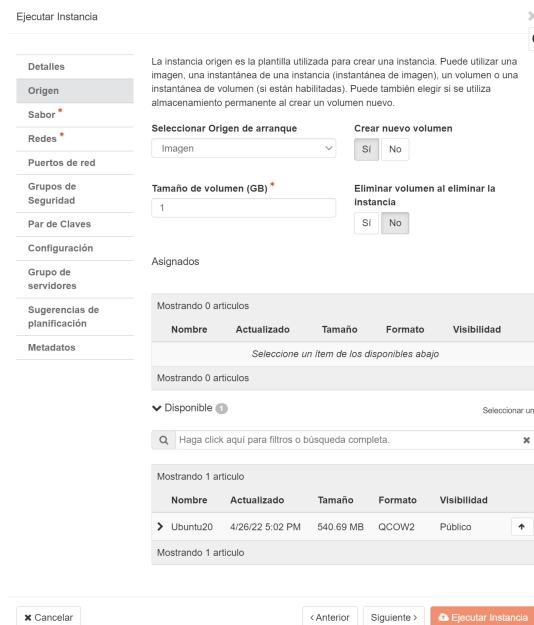 Ejecutar Instancia
Detalles
Origen
Sabor *
Redes *
Puertos de red
Grupos de
Seguridad
Par de Claves
Configuración
Grupo de
servidores
Sugerencias de
planificación
Metadatos
La instancia origen es la plantilla utilizada para crear una instancia. Puede utilizar una
imagen, una instantánea de una instancia (instantánea de imagen), un volumen o una
instantánea de volumen (si están habilitadas). Puede también elegir si se utiliza
almacenamiento permanente al crear un volumen nuevo.
Seleccionar Origen de arranque
Imagen
Crear nuevo volumen
Sí No
Tamaño de volumen (GB) *
1
Eliminar volumen al eliminar la
instancia
Sí No
Asignados
Mostrando 0 articulos
Nombre Actualizado Tamaño Formato Visibilidad
Seleccione un ítem de los disponibles abajo
Mostrando 0 articulos
Disponible 1
Seleccionar un
Haga click aquí para filtros o búsqueda completa.
Mostrando 1 articulo
Nombre Actualizado Tamaño Formato Visibilidad
Ubuntu20 4/26/22 5:02 PM 540.69 MB QCOW2 Público
Mostrando 1 articulo
Cancelar
‹ Anterior Siguiente › Ejecutar Instancia